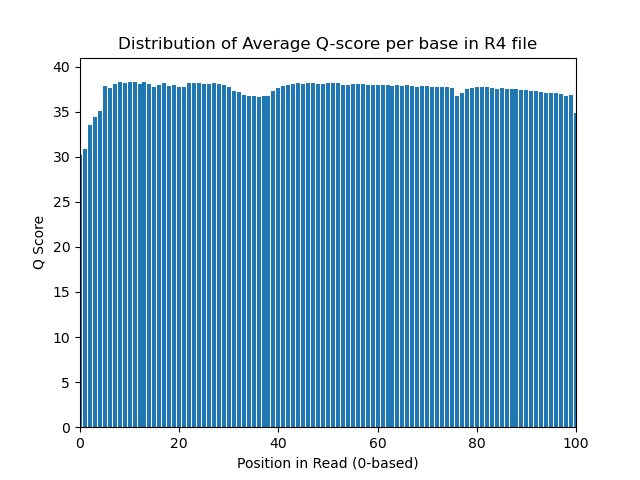 Distribution of Average Q-score per base in R4 file
40
35
30
25
20
15
10
5
0
Q Score
0 20 40 60 80 100
Position in Read (0-based)